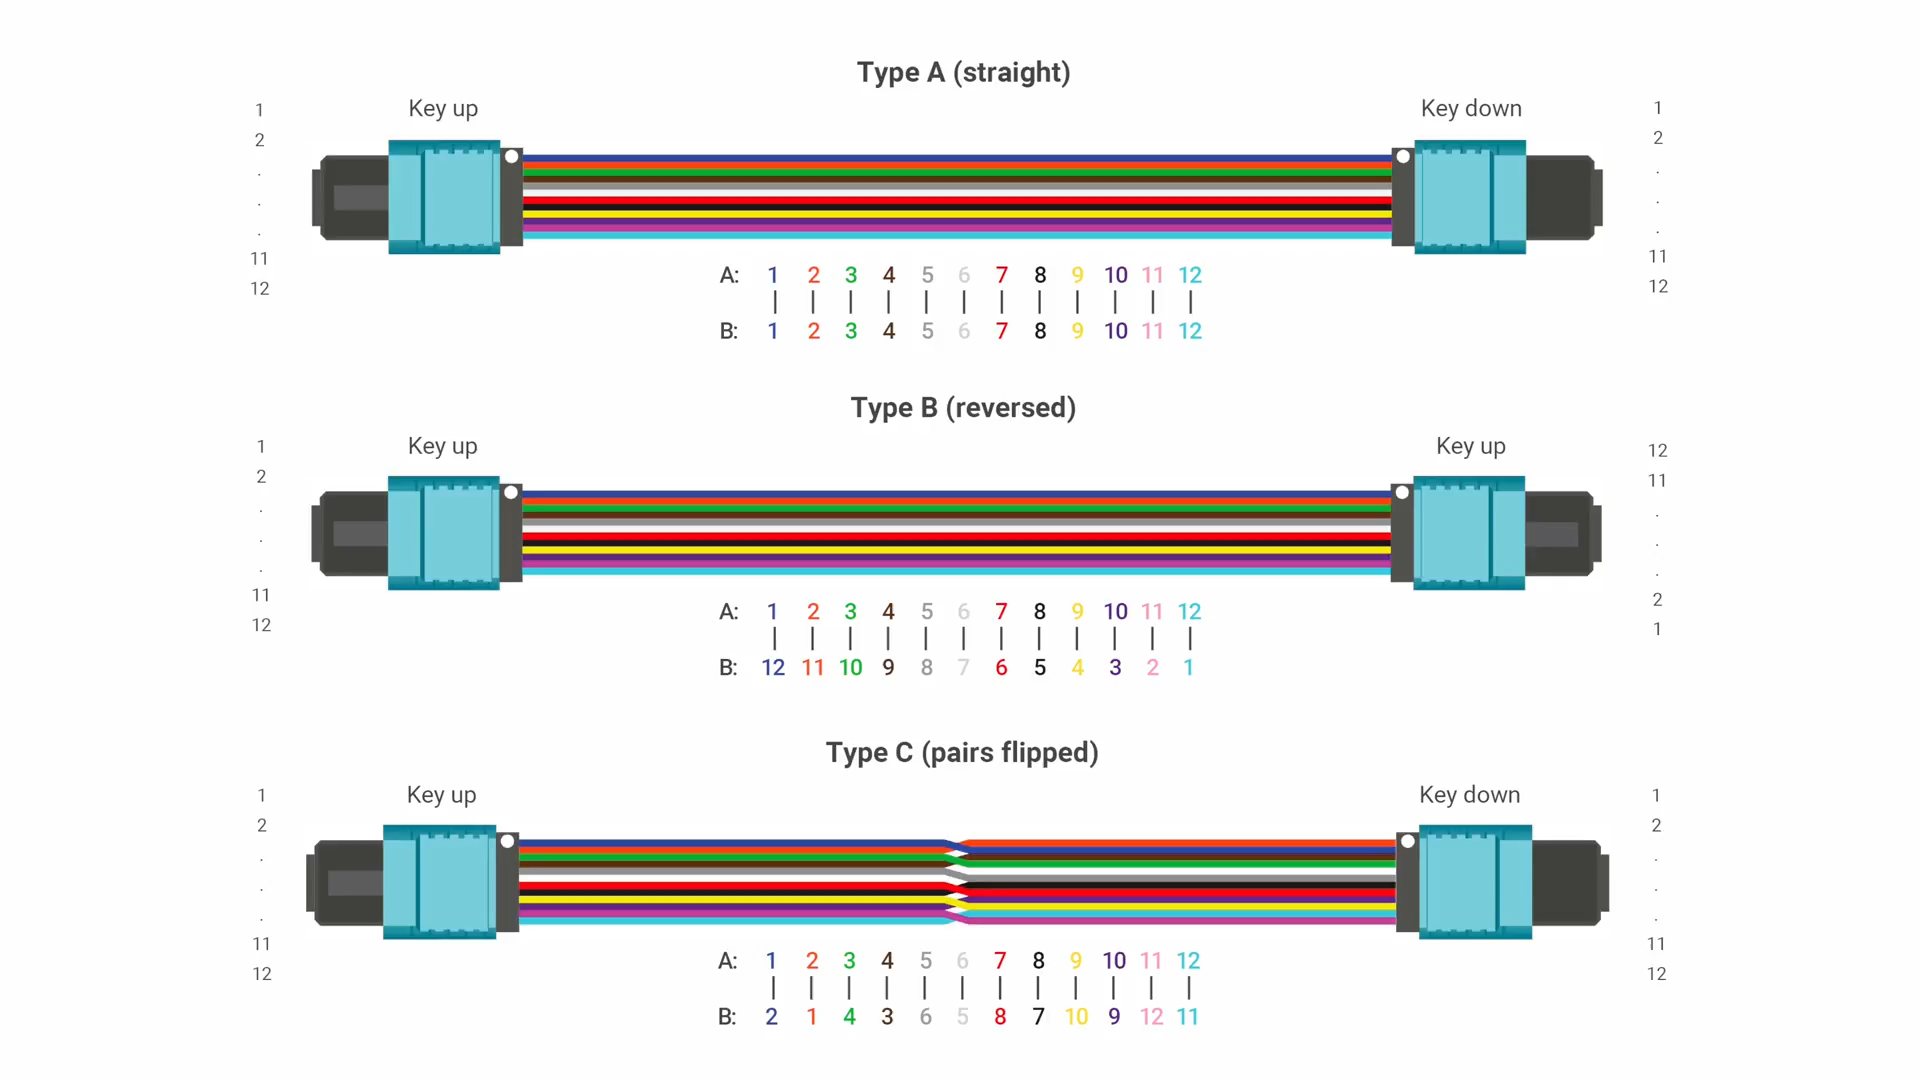 Type A (straight)
Key up
Key down
1
2
.
.
.
11
12
1
2
.
.
.
11
12
A: 1 2 3 4 5 6 7 8 9 10 11 12
B: 1 2 3 4 5 6 7 8 9 10 11 12
Type B (reversed)
Key up
Key up
1
2
.
.
.
11
12
12
11
.
.
.
2
1
A: 1 2 3 4 5 6 7 8 9 10 11 12
B: 12 11 10 9 8 7 6 5 4 3 2 1
Type C (pairs flipped)
Key up
Key down
1
2
.
.
.
11
12
1
2
.
.
.
11
12
A: 1 2 3 4 5 6 7 8 9 10 11 12
B: 2 1 4 3 6 5 8 7 10 9 12 11